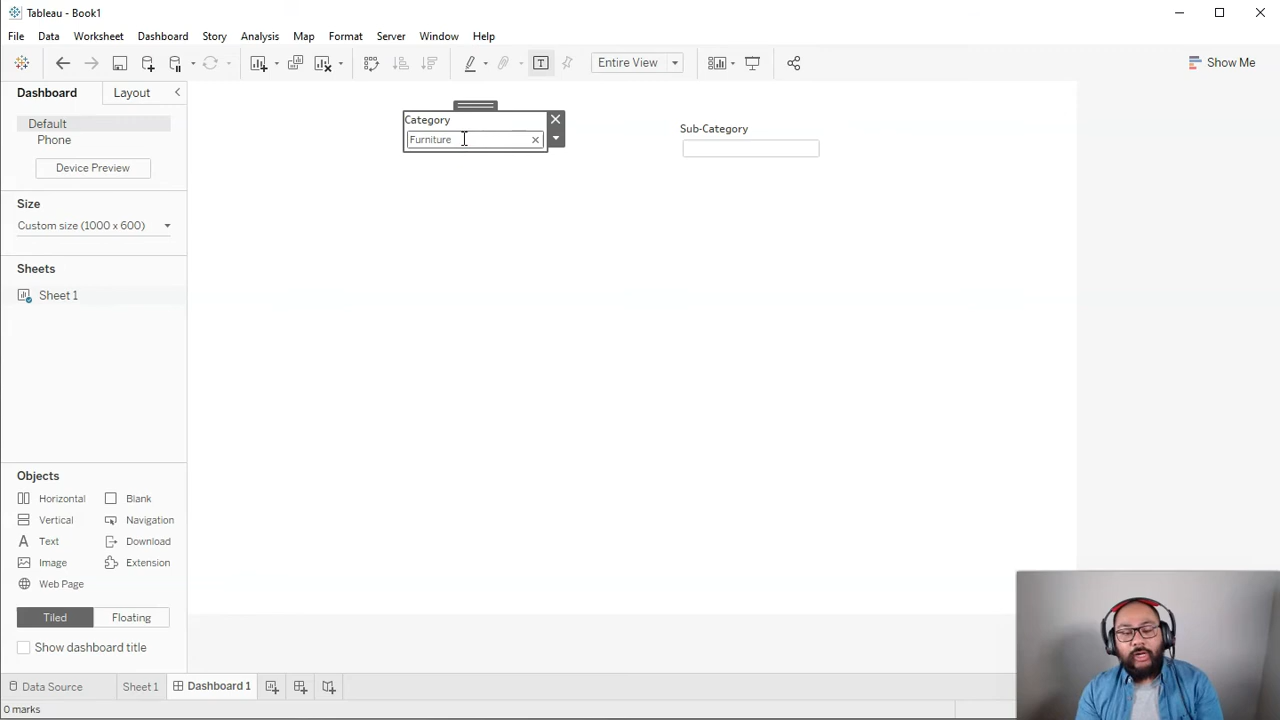 Tableau - Book1
File Data Worksheet Dashboard Story Analysis Map Format Server Window Help
Entire View
Show Me
Dashboard Layout
Default
Phone
Device Preview
Size
Custom size (1000 x 600)
Sheets
Sheet 1
Category
Furniture
Sub-Category
Objects
Horizontal Blank
Vertical Navigation
Text Download
Image Extension
Web Page
Tiled Floating
Show dashboard title
Data Source Sheet 1 Dashboard 1
0 marks